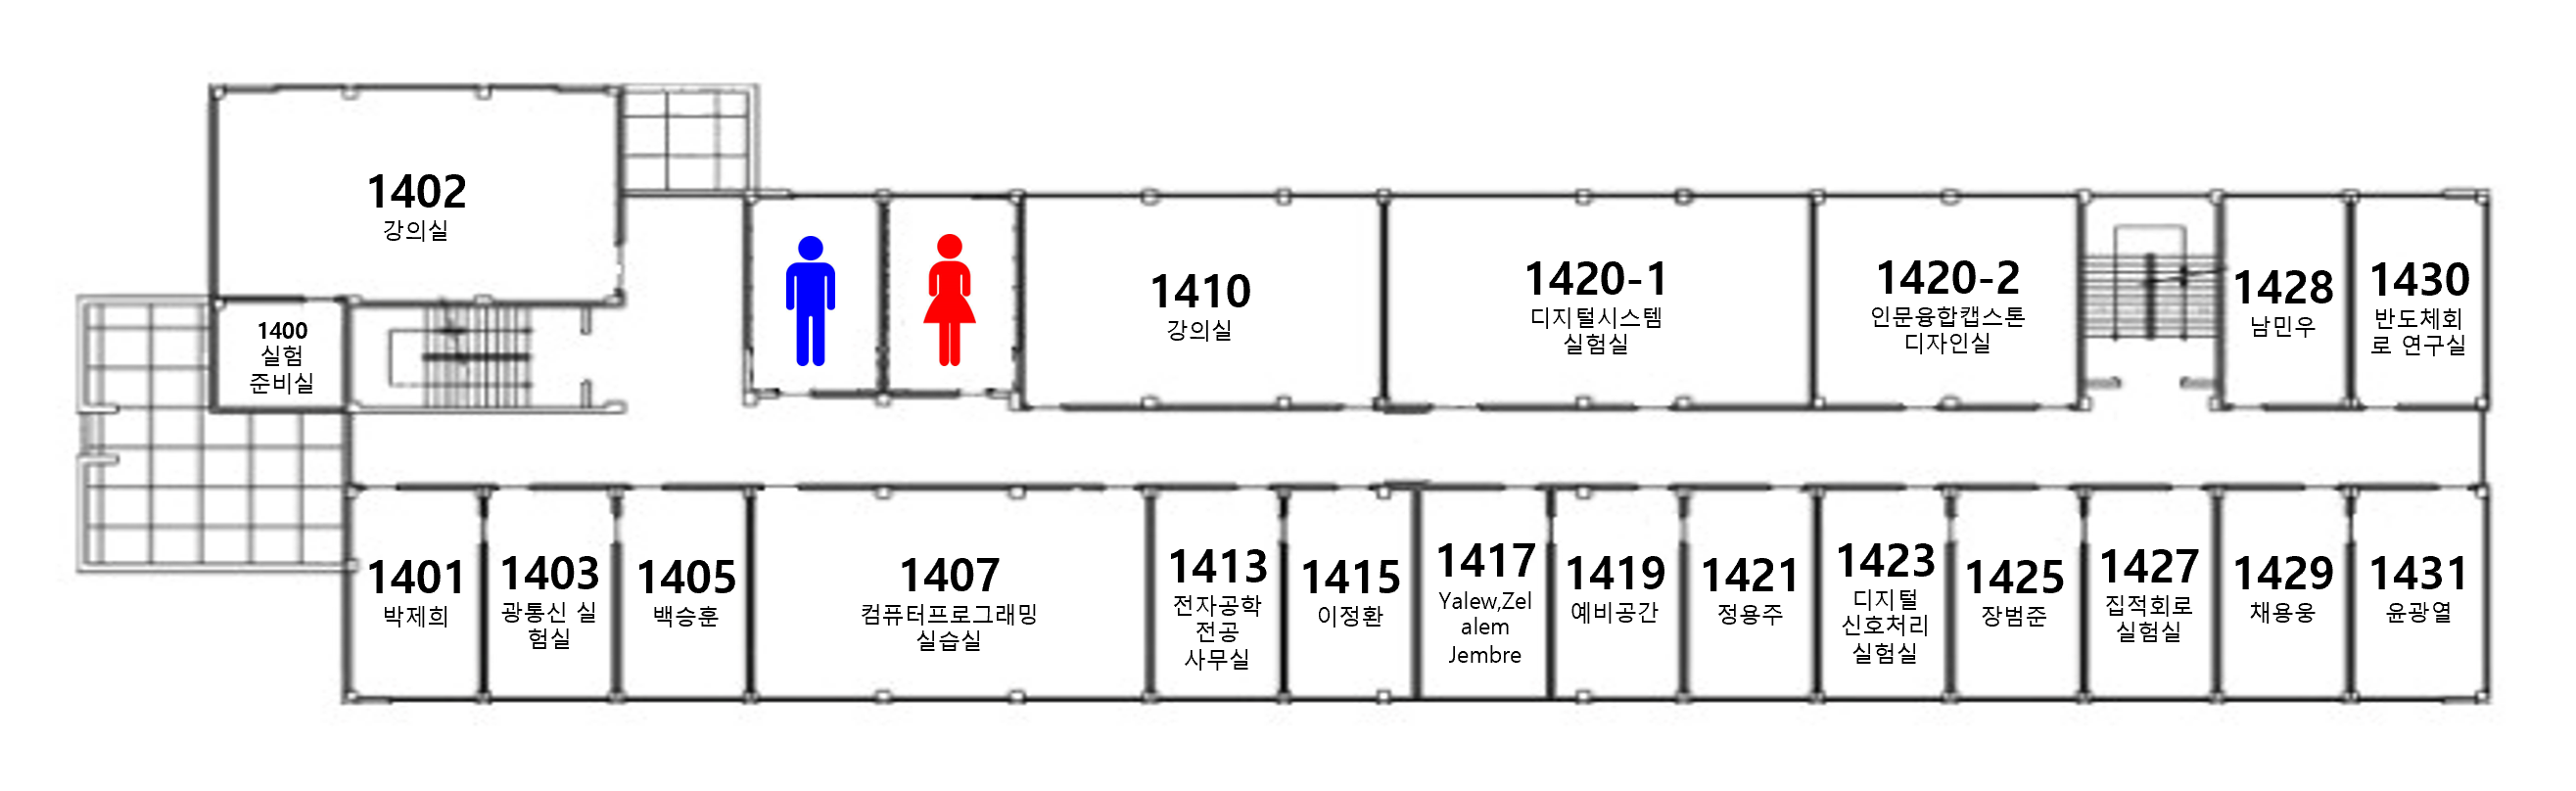 1402
강의실
1400
실험
준비실
1410
강의실
1420-1
디지털시스템
실험실
1420-2
인문융합캡스톤
디자인실
1428
남민우
1430
반도체회
로 연구실
1401
박제희
1403
광통신 실
험실
1405
백승훈
1407
컴퓨터프로그래밍
실습실
1413
전자공학
전공
사무실
1415
이정환
1417
Yalew,Zel
alem
Jembre
1419
예비공간
1421
정용주
1423
디지털
신호처리
실험실
1425
장범준
1427
집적회로
실험실
1429
채용웅
1431
윤광열